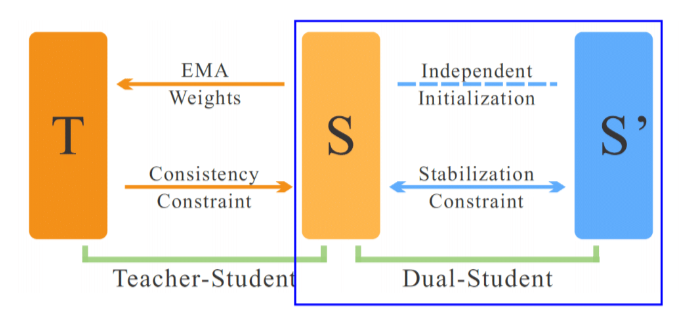 T
EMA
Weights
Consistency
Constraint
S
Independent
Initialization
Stabilization
Constraint
S’
Teacher-Student
Dual-Student